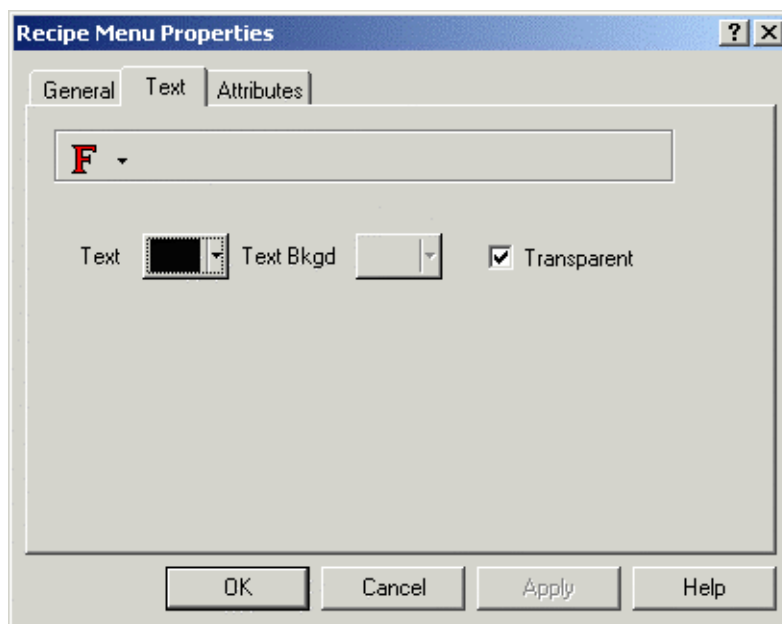 Recipe Menu Properties
General Text Attributes
F
Text Text Bkgd Transparent
OK Cancel Apply Help